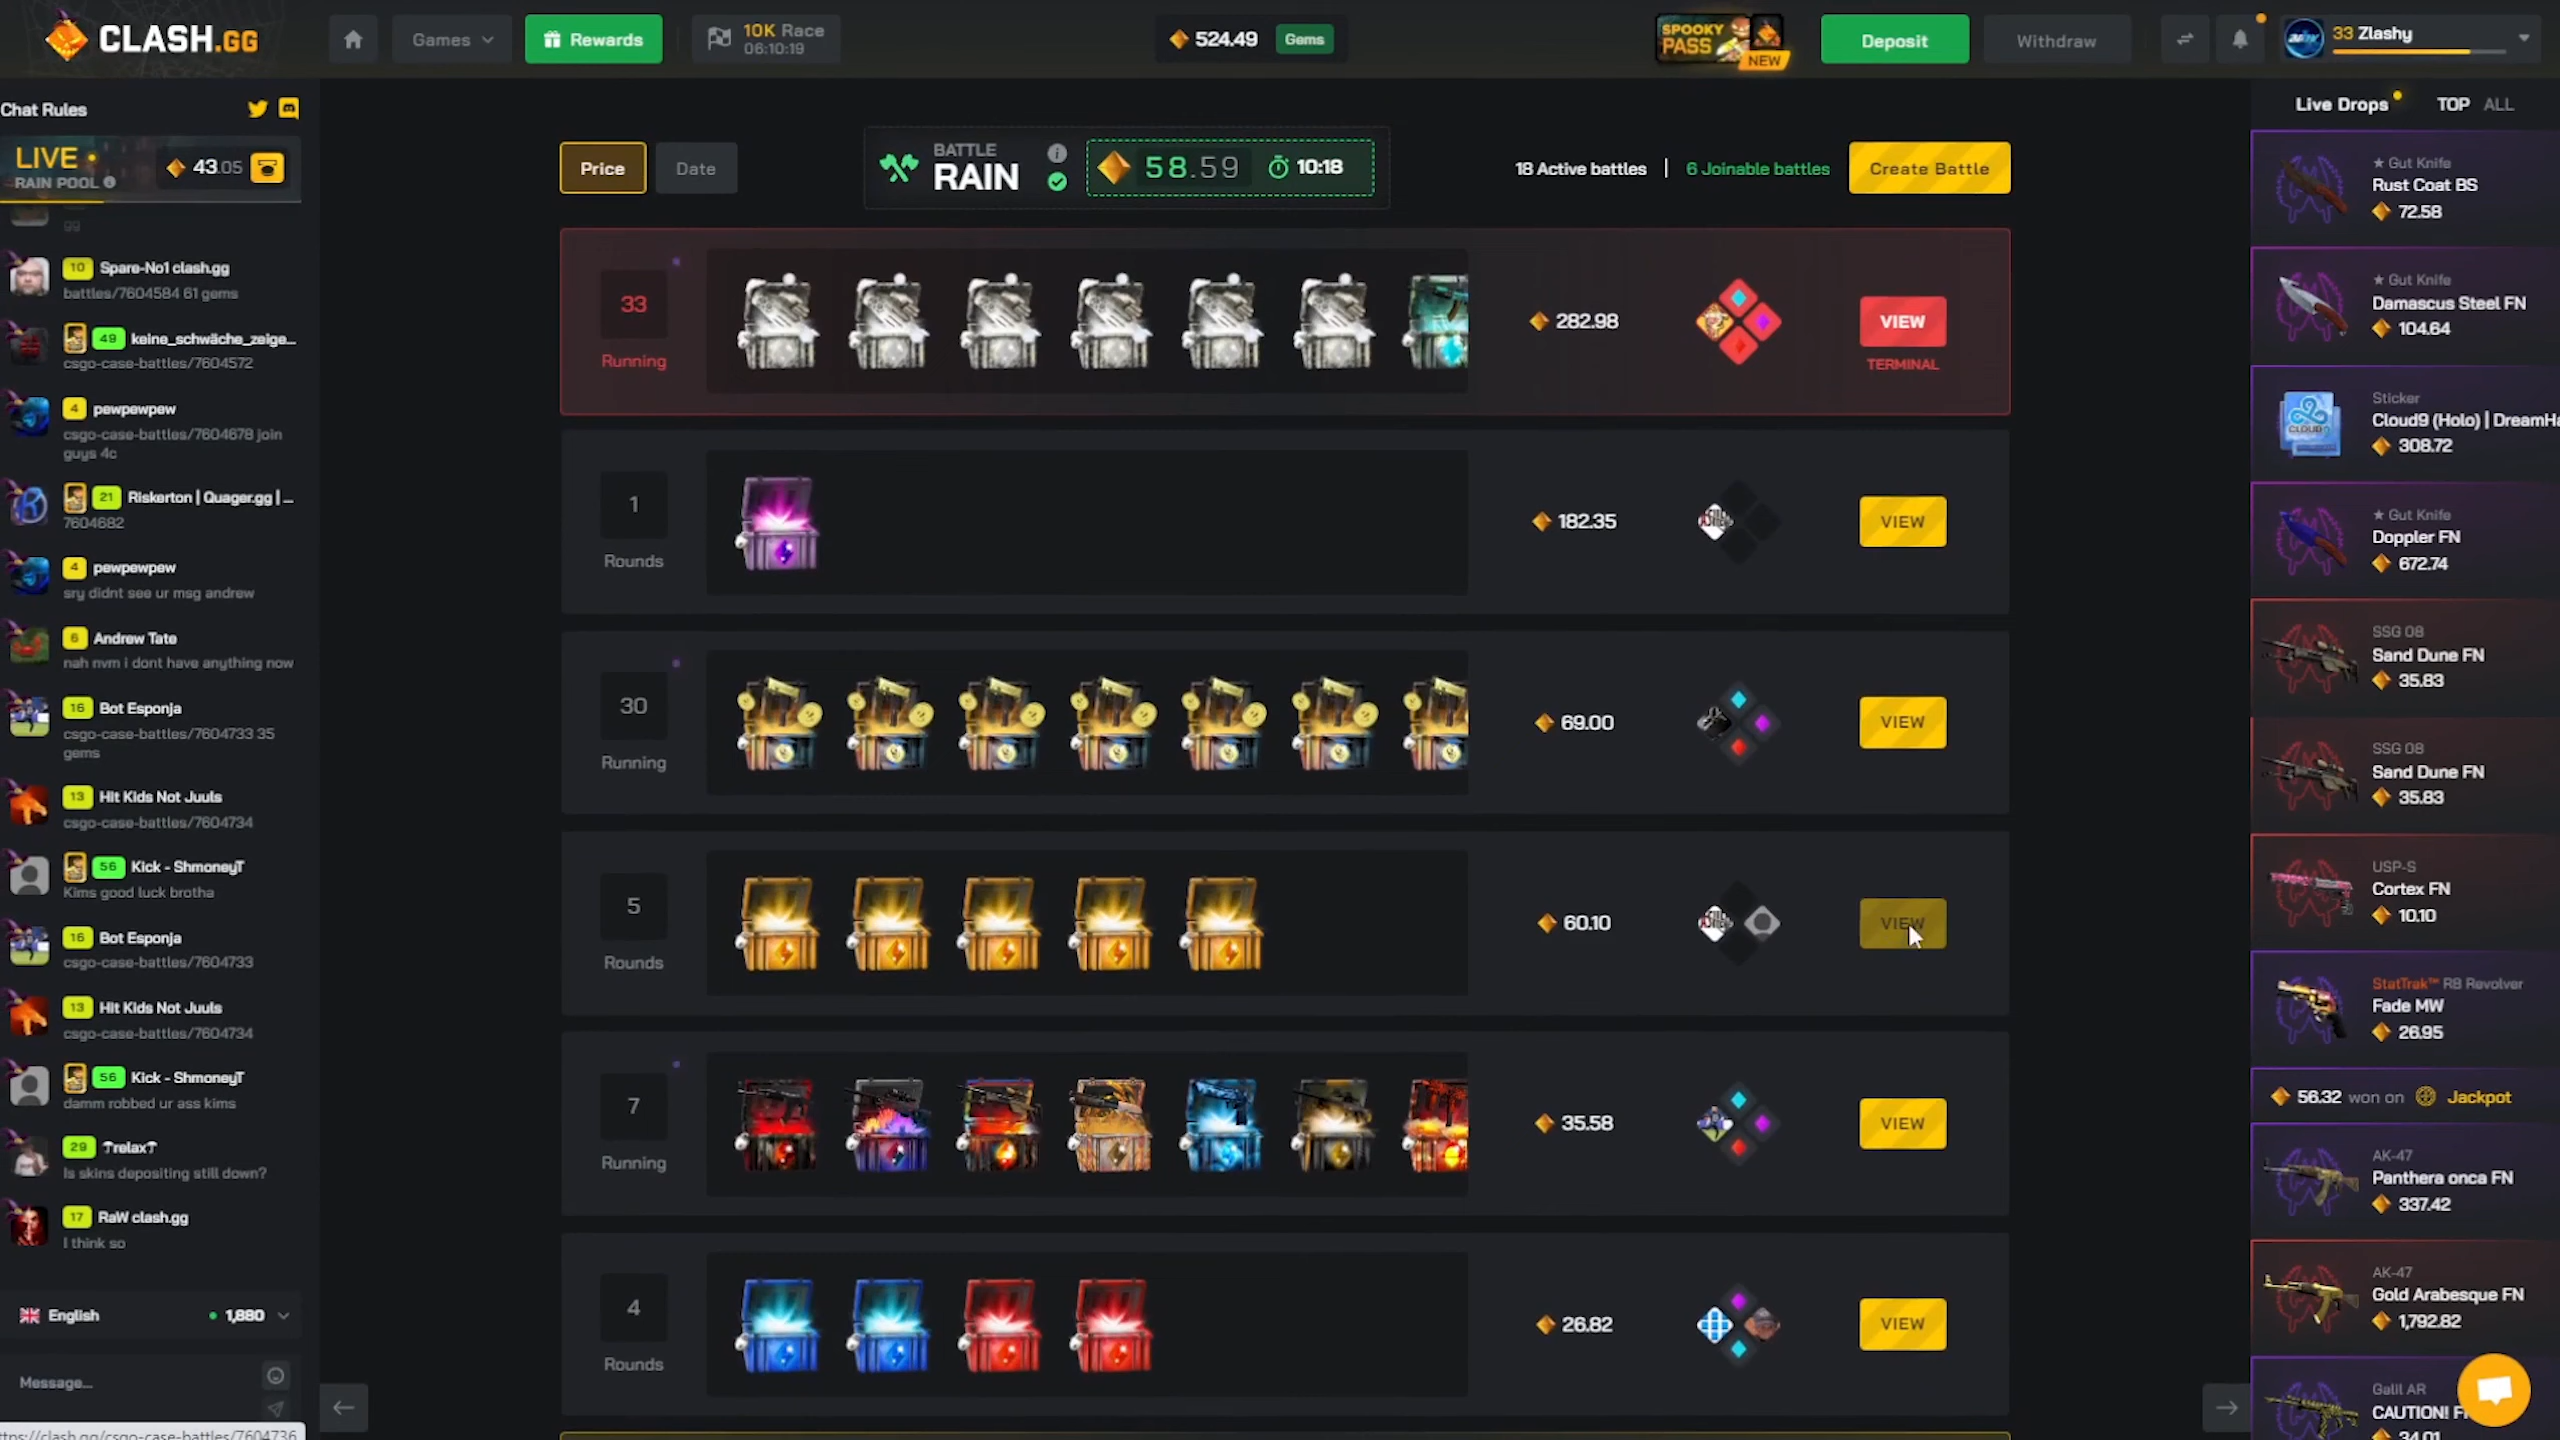 CLASH.GG
Games
Rewards
10K Race
06:10:19
524.49
Gems
SPOOKY
PASS
NEW
Deposit
Withdraw
33 Zlashy
Chat Rules
LIVE
RAIN POOL
43.05
gg
10 Spare-No1 clash.gg
battles/7604584 61 gems
49 keine_schwäche_zeige...
csgo-case-battles/7604572
4 pewpewpew
csgo-case-battles/7604678 join
guys 4c
21 Riskerton | Quager.gg | ...
7604682
4 pewpewpew
sry didnt see ur msg andrew
6 Andrew Tate
nah nvm i dont have anything now
16 Bot Esponja
csgo-case-battles/7604733 35
gems
13 Hit Kids Not Juuls
csgo-case-battles/7604734
56 Kick - ShmoneyT
Kims good luck brotha
16 Bot Esponja
csgo-case-battles/7604733
13 Hit Kids Not Juuls
csgo-case-battles/7604734
56 Kick - ShmoneyT
damm robbed ur ass kims
29 ☂relax☂
Is skins depositing still down?
17 RaW clash.gg
I think so
English
1,880
Message...
ttps://clash.gg/csgo-case-battles/7604736
Price
Date
BATTLE
RAIN
58.59
10:18
18 Active battles | 6 Joinable battles
Create Battle
33
Running
282.98
VIEW
TERMINAL
1
Rounds
182.35
VIEW
30
Running
69.00
VIEW
5
Rounds
60.10
VIEW
7
Running
35.58
VIEW
4
Rounds
26.82
VIEW
Live Drops
TOP ALL
★ Gut Knife
Rust Coat BS
72.58
★ Gut Knife
Damascus Steel FN
104.64
Sticker
Cloud9 (Holo) | DreamHa
308.72
★ Gut Knife
Doppler FN
672.74
SSG 08
Sand Dune FN
35.83
SSG 08
Sand Dune FN
35.83
USP-S
Cortex FN
10.10
StatTrak™ R8 Revolver
Fade MW
26.95
56.32 won on Jackpot
AK-47
Panthera onca FN
337.42
AK-47
Gold Arabesque FN
1,792.82
Galil AR
CAUTION! F
34.01